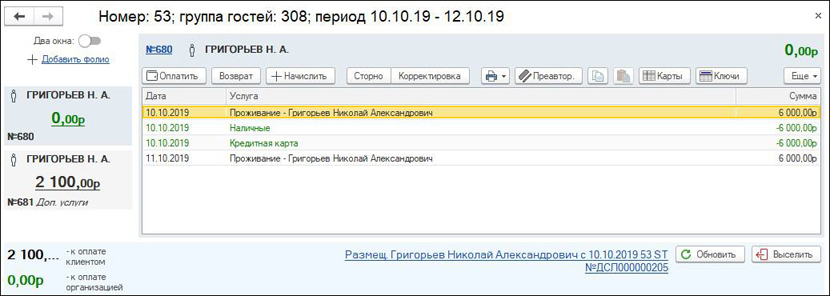 Номер: 53; группа гостей: 308; период 10.10.19 - 12.10.19
Два окна:
Добавить фолио
ГРИГОРЬЕВ Н. А.
0,00р
№680
ГРИГОРЬЕВ Н. А.
2 100,00р
№681 Доп. услуги
№680 ГРИГОРЬЕВ Н. А. 0,00р
Оплатить Возврат Начислить Сторно Корректировка Преавтор. Карты Ключи Еще
Дата Услуга Сумма
10.10.2019 Проживание - Григорьев Николай Александрович 6 000,00р
10.10.2019 Наличные -6 000,00р
10.10.2019 Кредитная карта -6 000,00р
11.10.2019 Проживание - Григорьев Николай Александрович 6 000,00р
2 100,... - к оплате
клиентом
0,00р - к оплате
организацией
Размещ. Григорьев Николай Александрович с 10.10.2019 53 ST
№ДСП000000205
Обновить Выселить